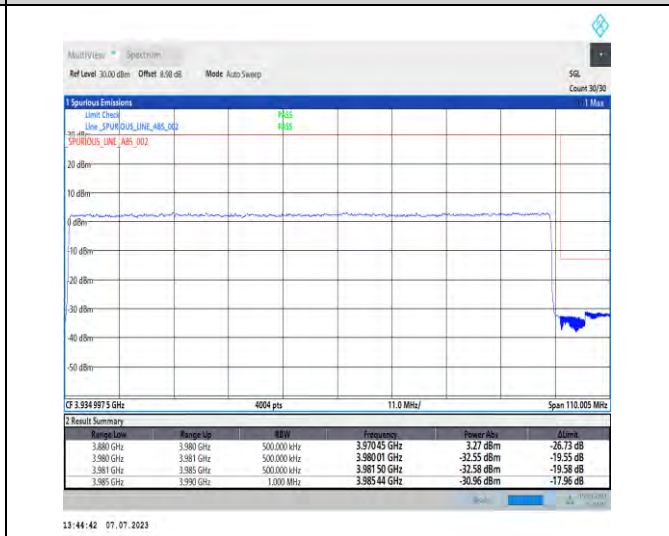 MultiView Spectrum
Ref Level 30.00 dBm Offset 8.98 dB Mode Auto Sweep SGL
Count 30/30
1 Spurious Emissions 1 Max
Limit Check PASS
Line _SPURIOUS_LINE_ABS_002 PASS
30 dBm
_SPURIOUS_LINE_ABS_002
20 dBm
10 dBm
0 dBm
-10 dBm
-20 dBm
-30 dBm
-40 dBm
-50 dBm
CF 3.934 997 5 GHz 4004 pts 11.0 MHz/ Span 110.005 MHz
2 Result Summary
Range Low Range Up RBW Frequency Power Abs ΔLimit
3.880 GHz 3.980 GHz 500.000 kHz 3.970 45 GHz 3.27 dBm -26.73 dB
3.980 GHz 3.981 GHz 500.000 kHz 3.980 01 GHz -32.55 dBm -19.55 dB
3.981 GHz 3.985 GHz 500.000 kHz 3.981 50 GHz -32.58 dBm -19.58 dB
3.985 GHz 3.990 GHz 1.000 MHz 3.985 44 GHz -30.96 dBm -17.96 dB
13:44:42 07.07.2023